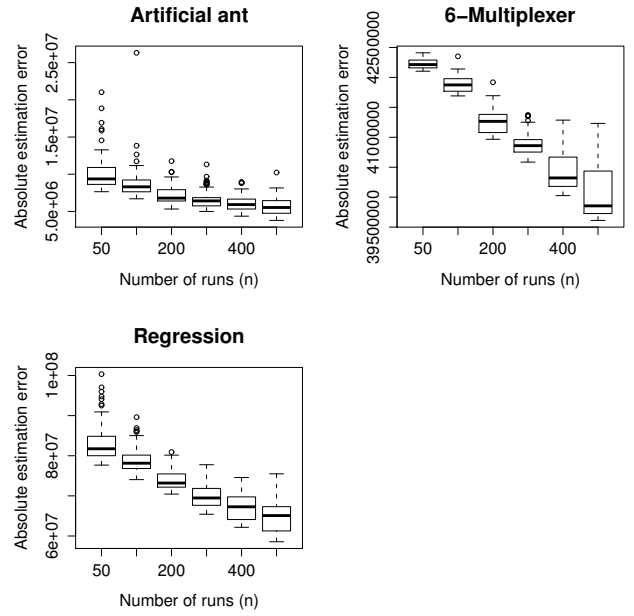 Artificial ant
Absolute estimation error
5.0e+06 1.5e+07 2.5e+07
50 200 400
Number of runs (n)
6−Multiplexer
Absolute estimation error
39500000 41000000 42500000
50 200 400
Number of runs (n)
Regression
Absolute estimation error
6e+07 8e+07 1e+08
50 200 400
Number of runs (n)